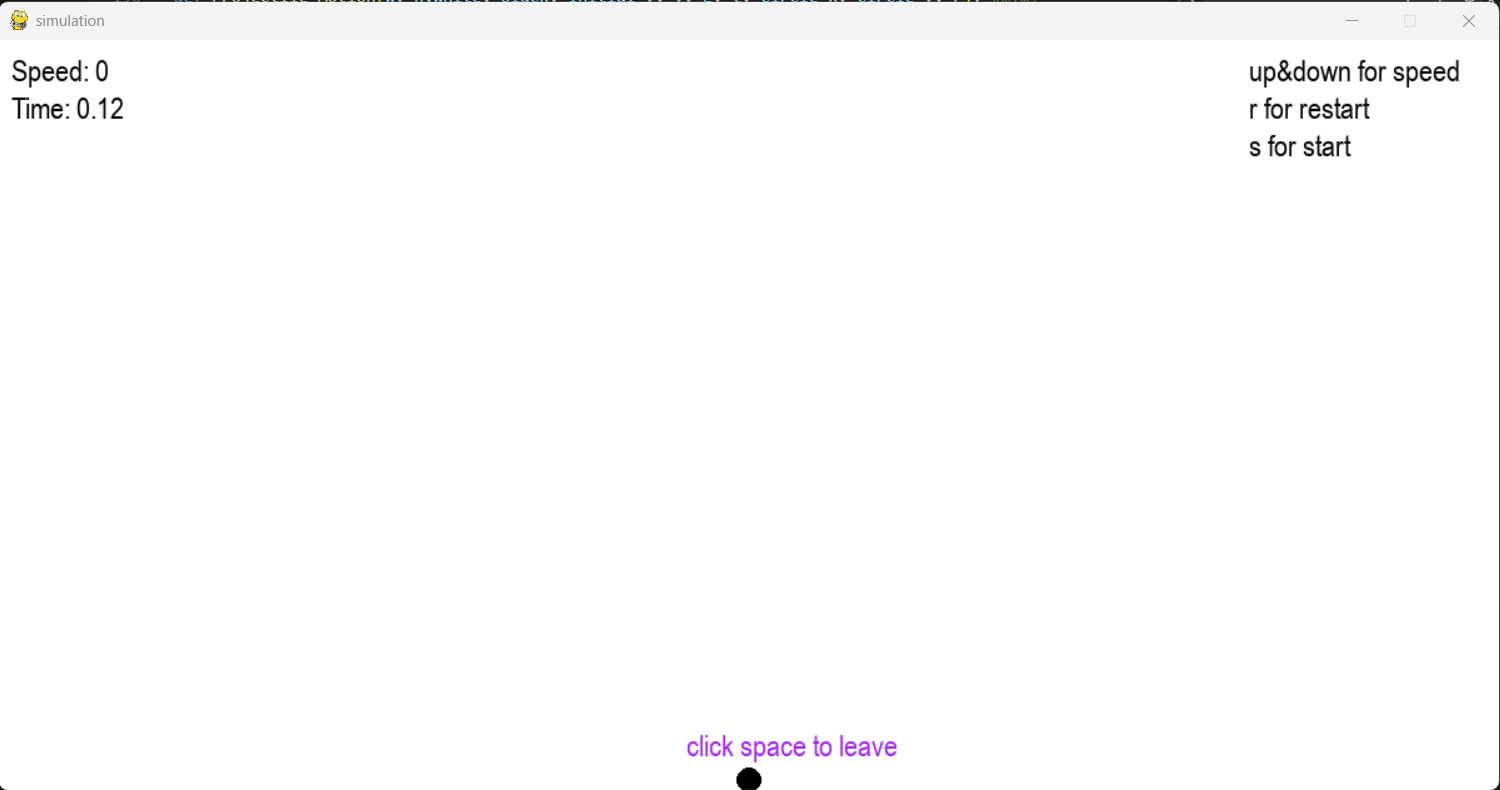 simulation
Speed: 0
Time: 0.12
up&down for speed
r for restart
s for start
click space to leave